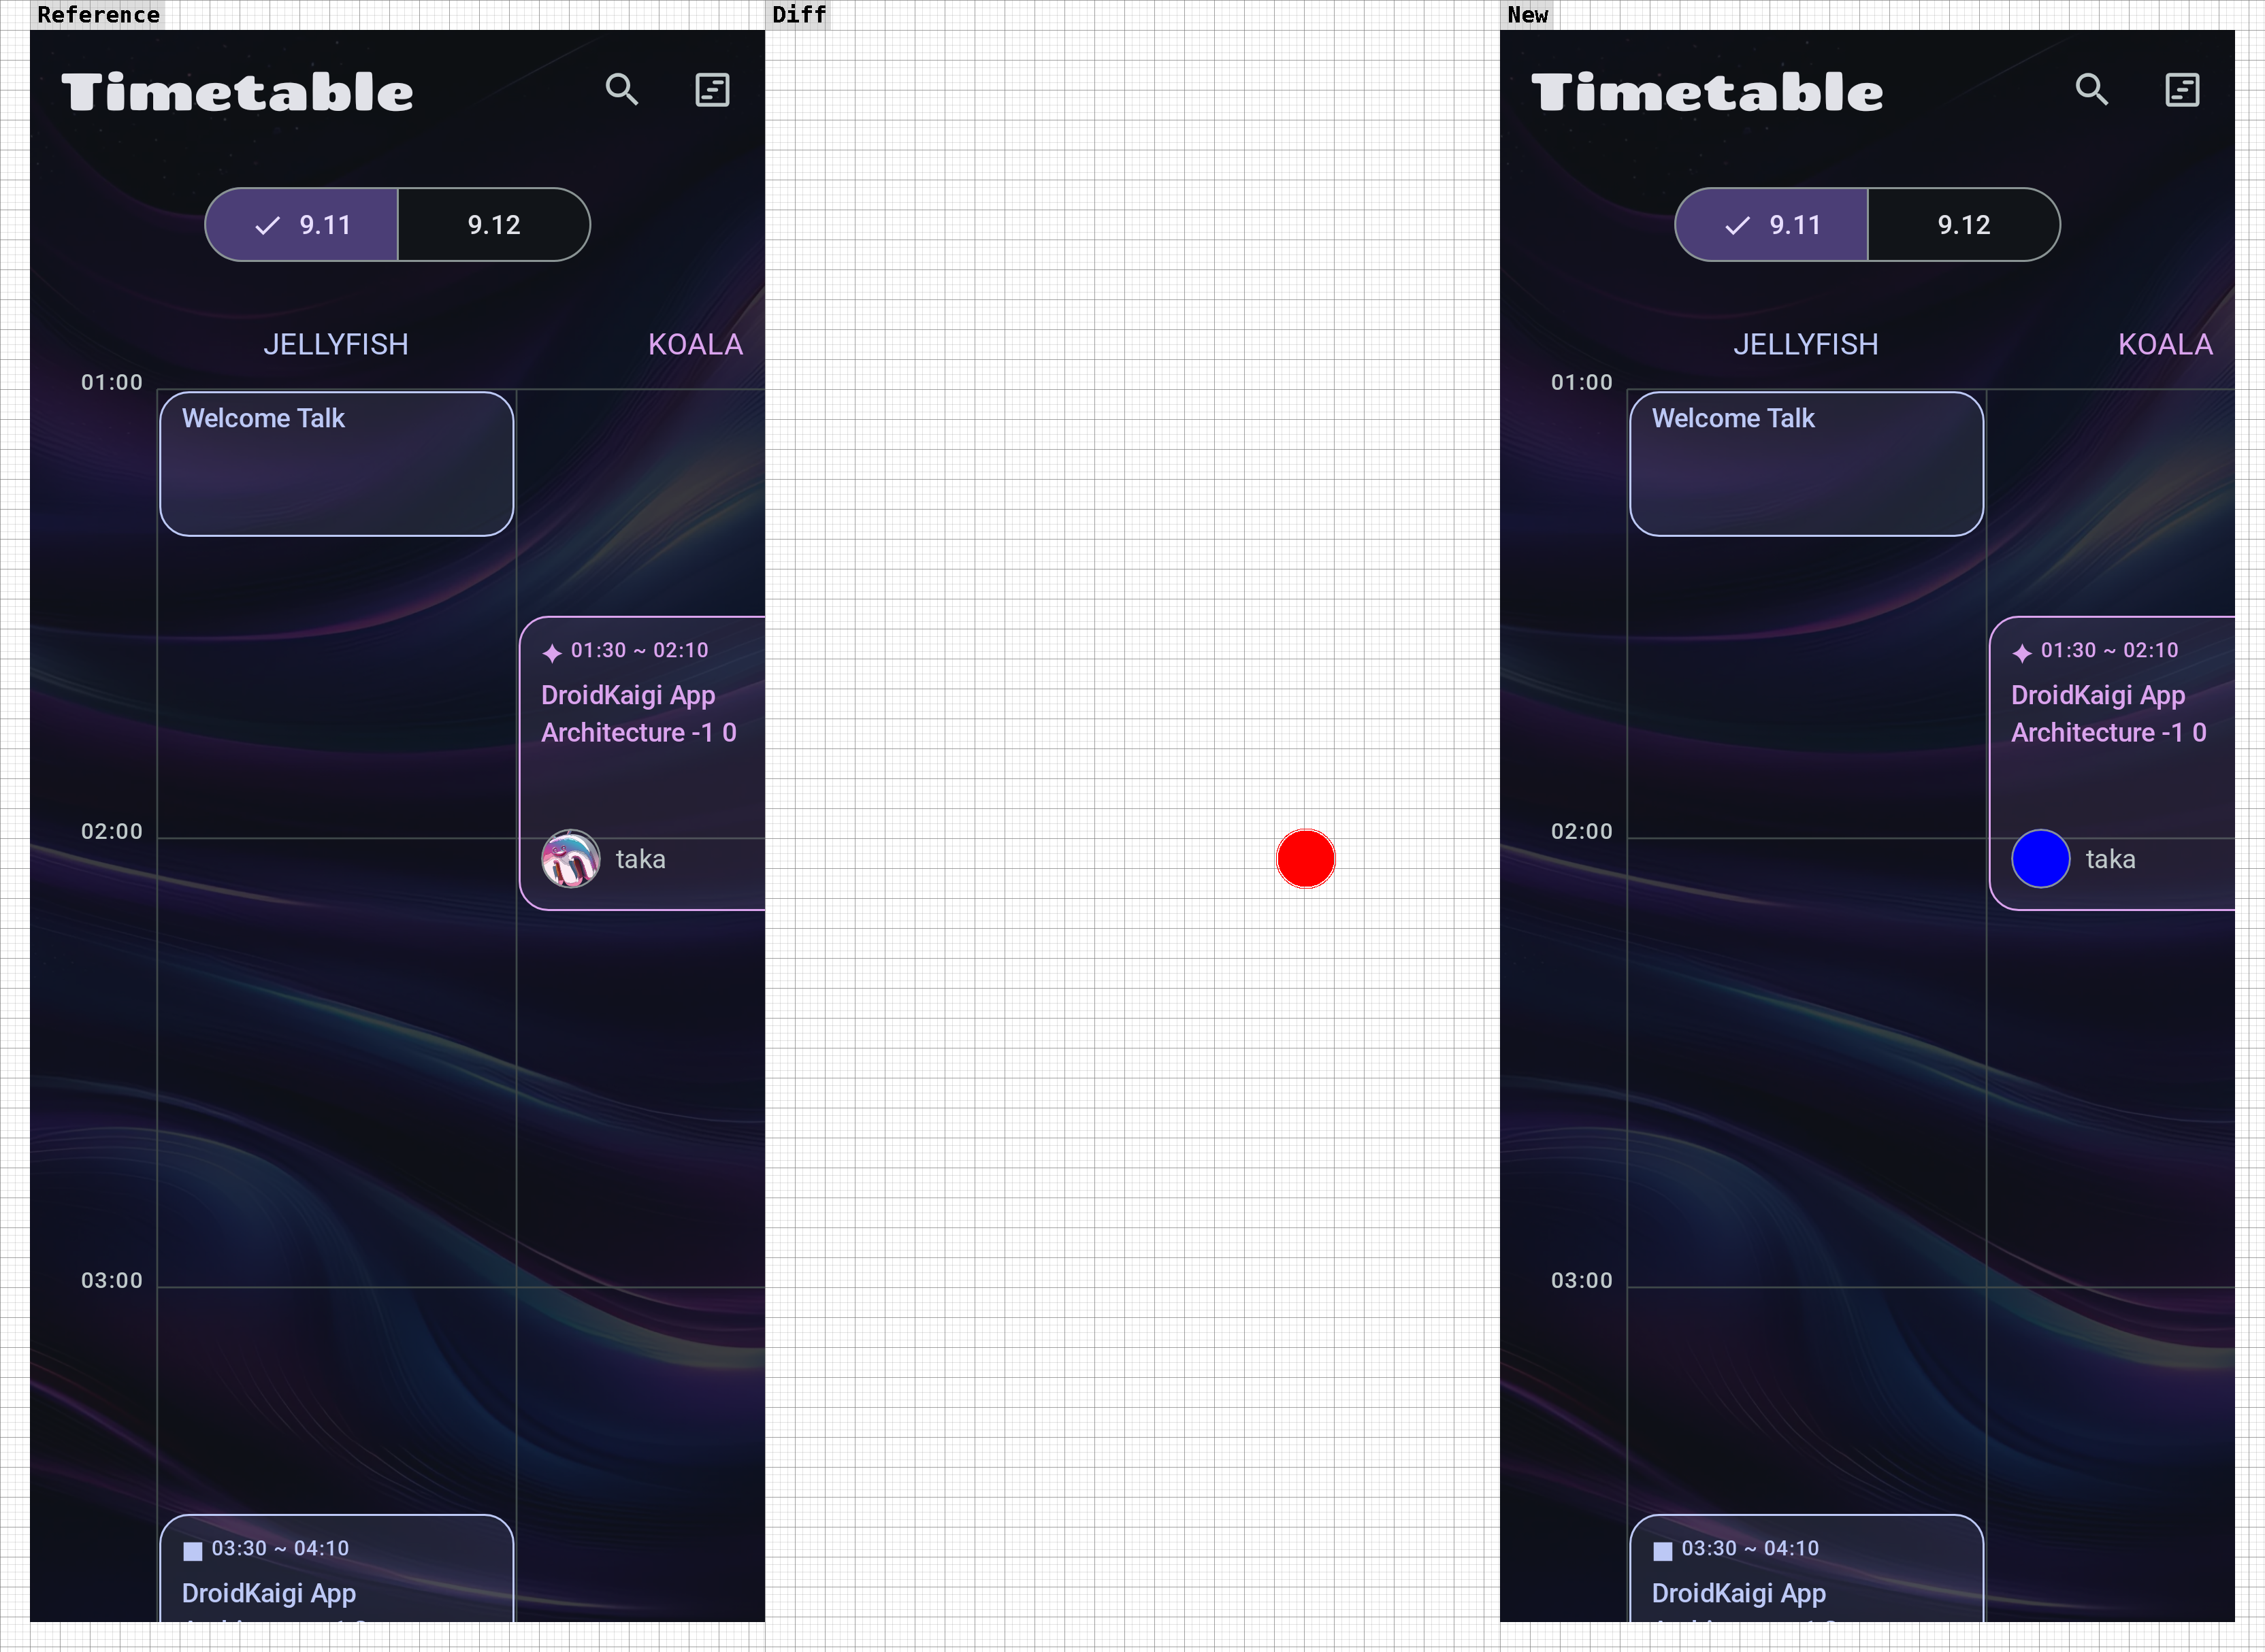 Reference
Timetable
9.11
9.12
JELLYFISH
KOALA
01:00
Welcome Talk
01:30 ~ 02:10
DroidKaigi App
Architecture -1 0
02:00
taka
03:00
03:30 ~ 04:10
DroidKaigi App
Diff
New
Timetable
9.11
9.12
JELLYFISH
KOALA
01:00
Welcome Talk
01:30 ~ 02:10
DroidKaigi App
Architecture -1 0
02:00
taka
03:00
03:30 ~ 04:10
DroidKaigi App